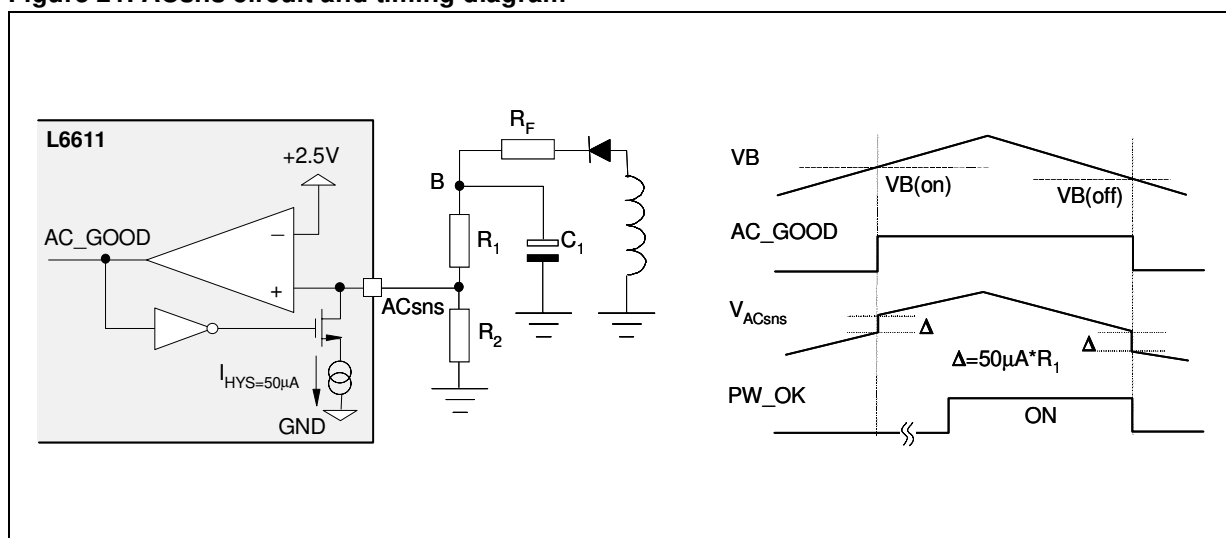 Figure 21. ACsns circuit and timing diagram
L6611
+2.5V
AC_GOOD
−
+
ACsns
I_HYS=50µA
GND
B
R_F
R_1
C_1
R_2
VB
VB(on)
VB(off)
AC_GOOD
V_ACsns
Δ
Δ
Δ=50µA*R_1
PW_OK
ON